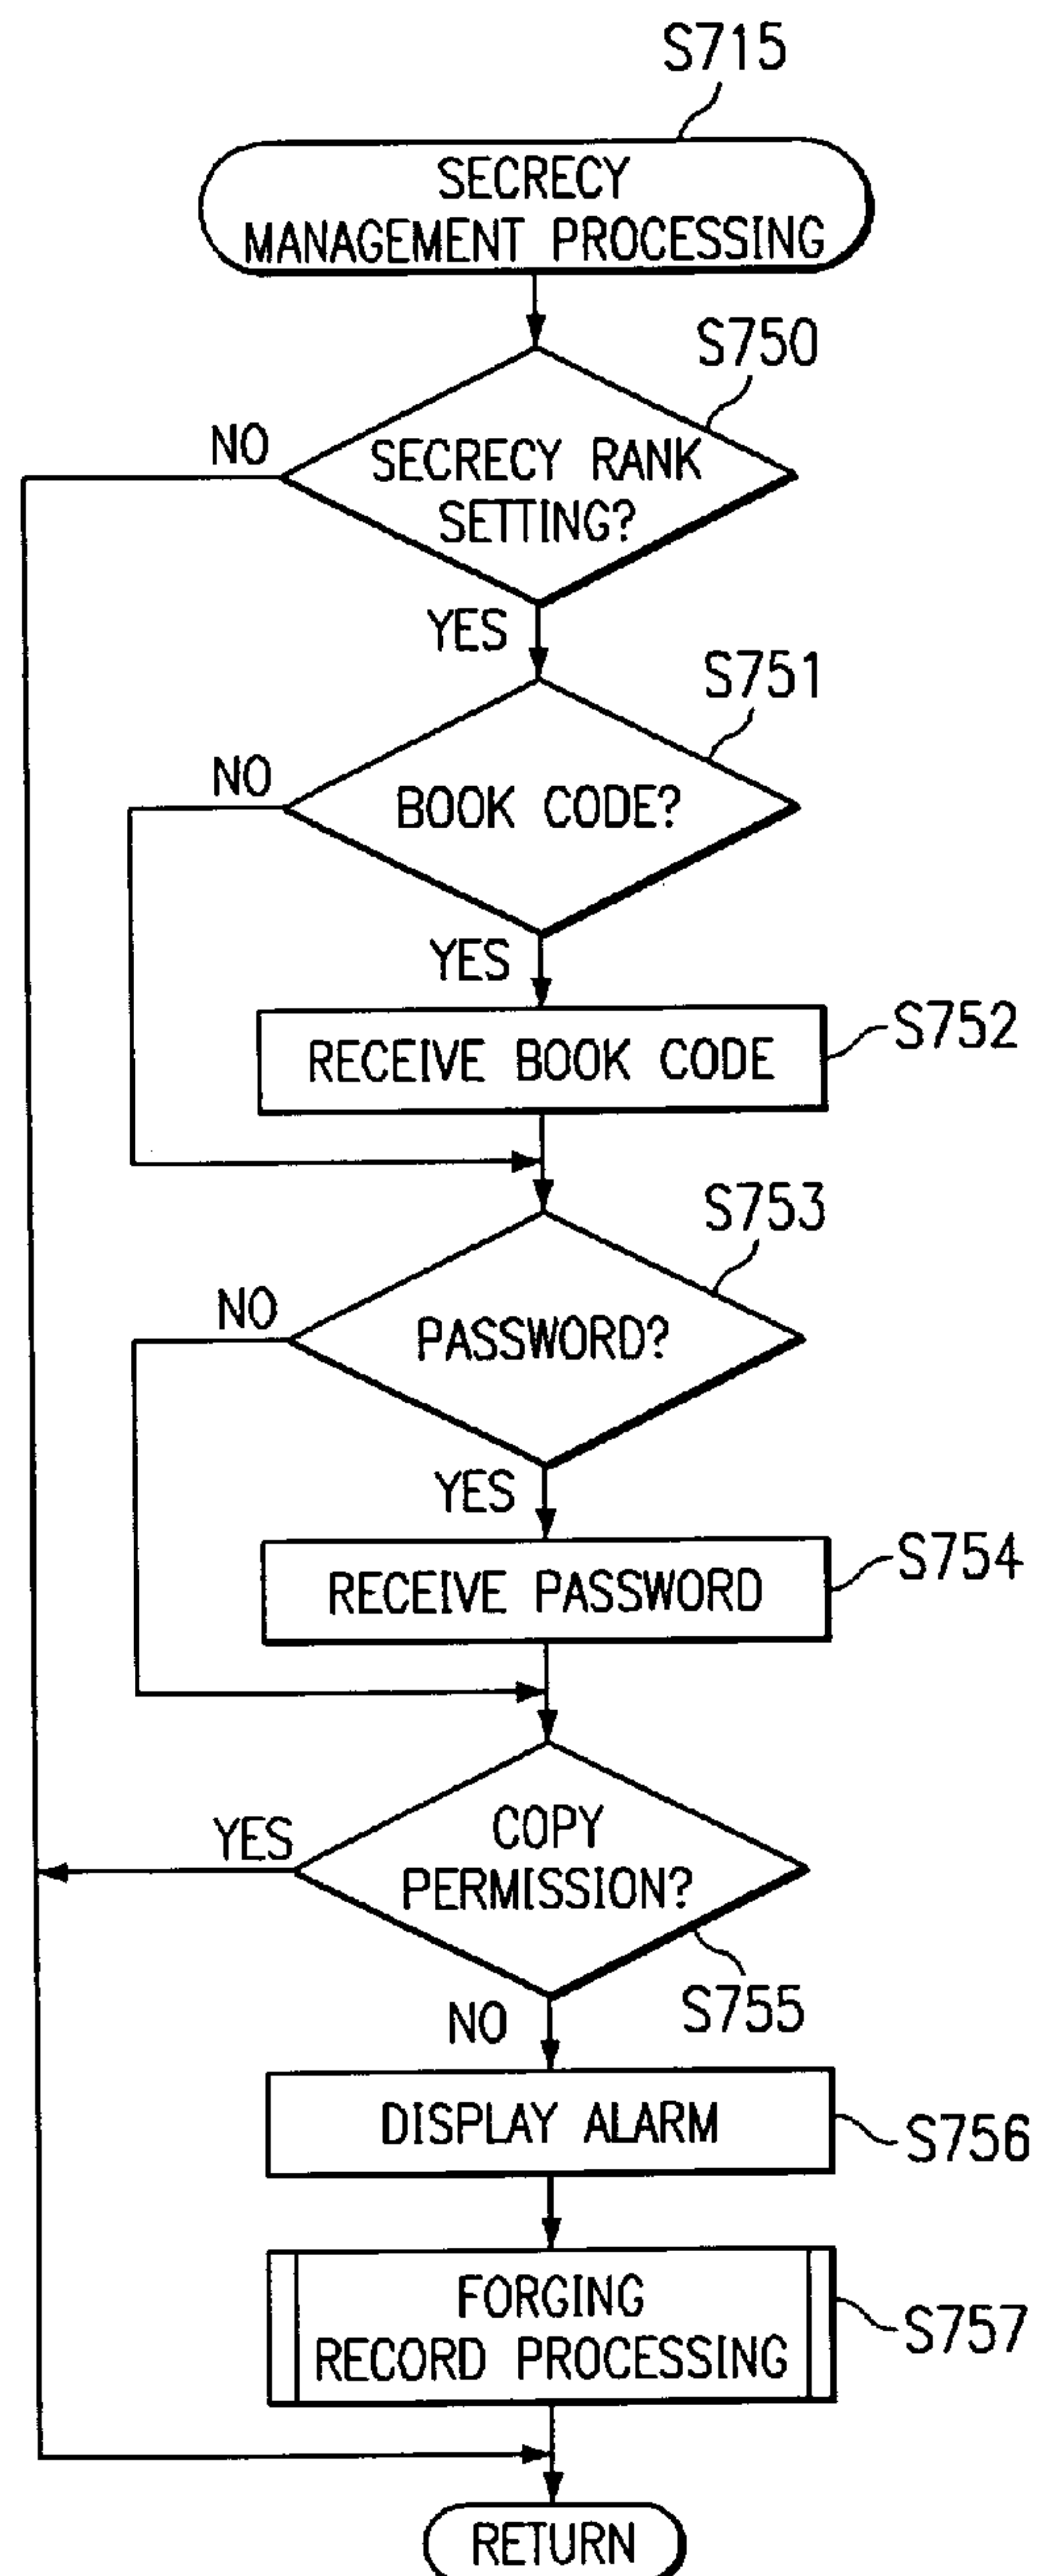 S715
SECRECY
MANAGEMENT PROCESSING
S750
NO
SECRECY RANK
SETTING?
YES
S751
NO
BOOK CODE?
YES
S752
RECEIVE BOOK CODE
S753
NO
PASSWORD?
YES
S754
RECEIVE PASSWORD
YES
COPY
PERMISSION?
S755
NO
DISPLAY ALARM
S756
FORGING
RECORD PROCESSING
S757
RETURN